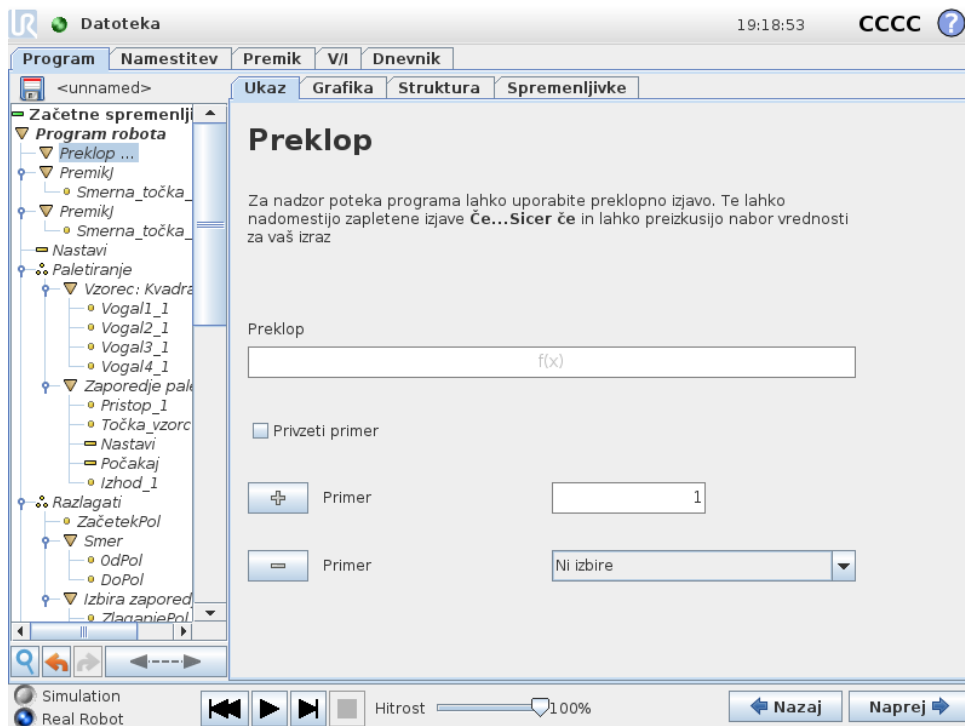 UR Datoteka 19:18:53 CCCC ?
Program Namestitev Premik V/I Dnevnik
<unnamed>
Ukaz Grafika Struktura Spremenljivke
Začetne spremenlji
Program robota
Preklop ...
PremikJ
Smerna_točka_
PremikJ
Smerna_točka_
Nastavi
Paletiranje
Vzorec: Kvadra
Vogal1_1
Vogal2_1
Vogal3_1
Vogal4_1
Zaporedje pale
Pristop_1
Točka_vzorc
Nastavi
Počakaj
Izhod_1
Razlagati
ZačetekPol
Smer
OdPol
DoPol
Izbira zapored
ZlaganjePol
Preklop
Za nadzor poteka programa lahko uporabite preklopno izjavo. Te lahko
nadomestijo zapletene izjave Če...Sicer če in lahko preizkusijo nabor vrednosti
za vaš izraz
Preklop
f(x)
Privzeti primer
Primer 1
Primer Ni izbire
Simulation
Real Robot
Hitrost 100%
Nazaj Naprej